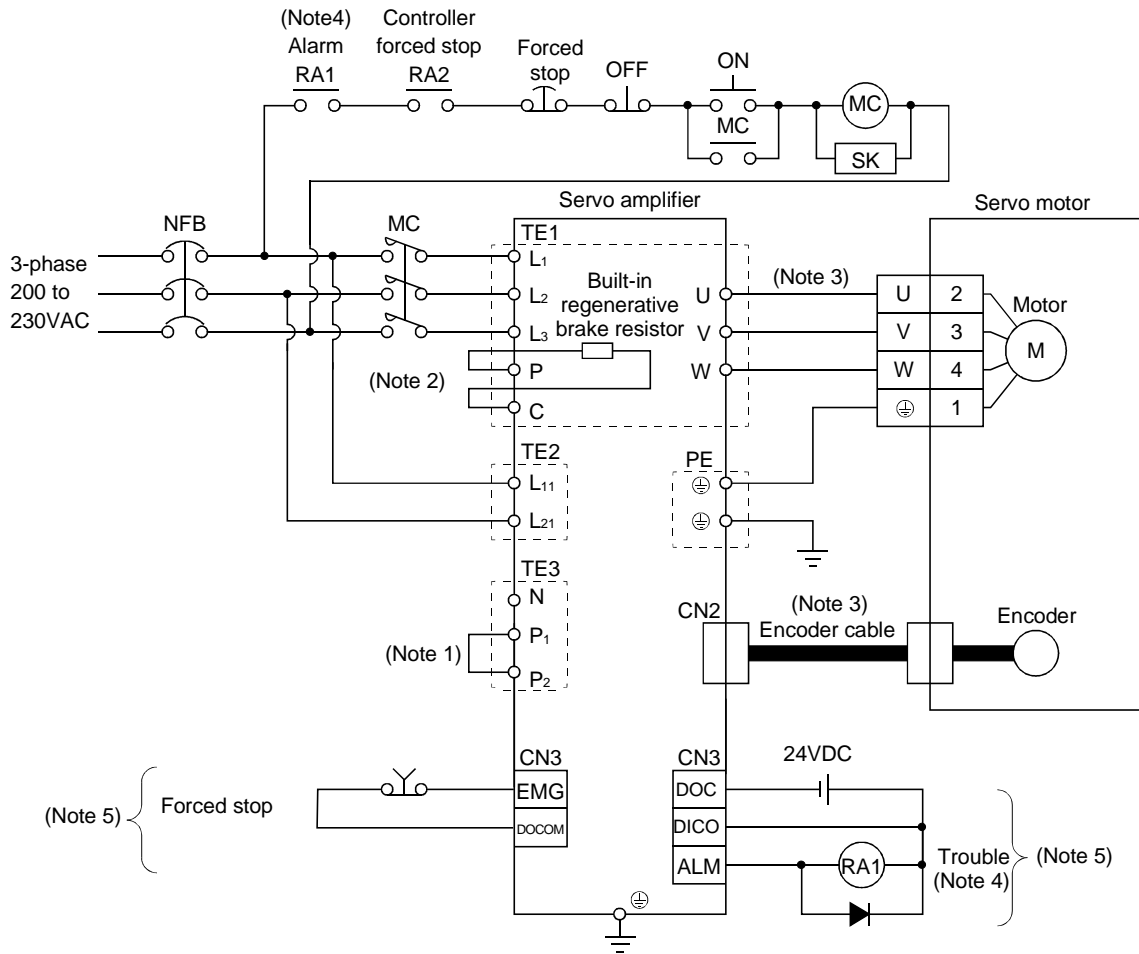 (Note4)
Alarm
RA1
Controller
forced stop
RA2
Forced
stop
OFF
ON
MC
MC
SK
Servo amplifier
Servo motor
NFB
MC
3-phase
200 to
230VAC
TE1
L1
L2
L3
Built-in
regenerative
brake resistor
P
C
(Note 2)
U
V
W
(Note 3)
U 2
V 3
W 4
1
Motor
M
TE2
L11
L21
PE
TE3
N
P1
P2
(Note 1)
CN2
(Note 3)
Encoder cable
Encoder
CN3
EMG
DOCOM
(Note 5)
Forced stop
CN3
DOC
DICO
ALM
24VDC
RA1
Trouble
(Note 4)
(Note 5)